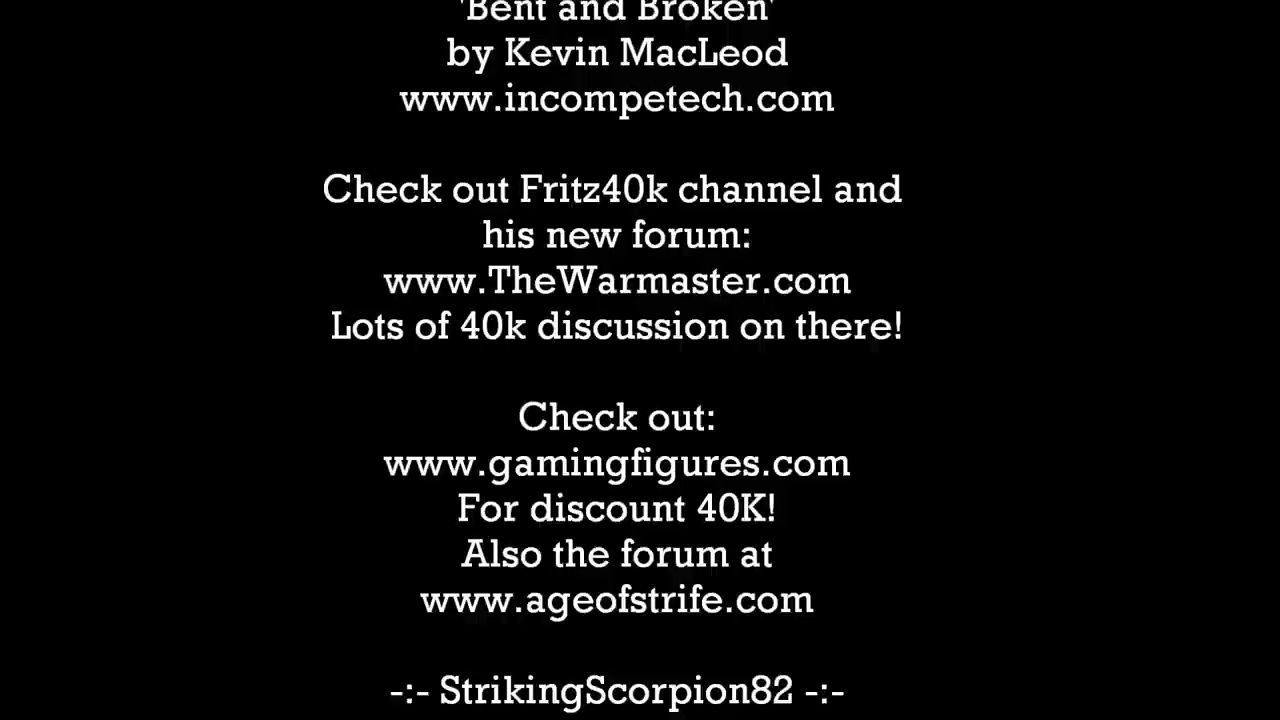 'Bent and Broken'
by Kevin MacLeod
www.incompetech.com
Check out Fritz40k channel and
his new forum:
www.TheWarmaster.com
Lots of 40k discussion on there!
Check out:
www.gamingfigures.com
For discount 40K!
Also the forum at
www.ageofstrife.com
-:- StrikingScorpion82 -:-